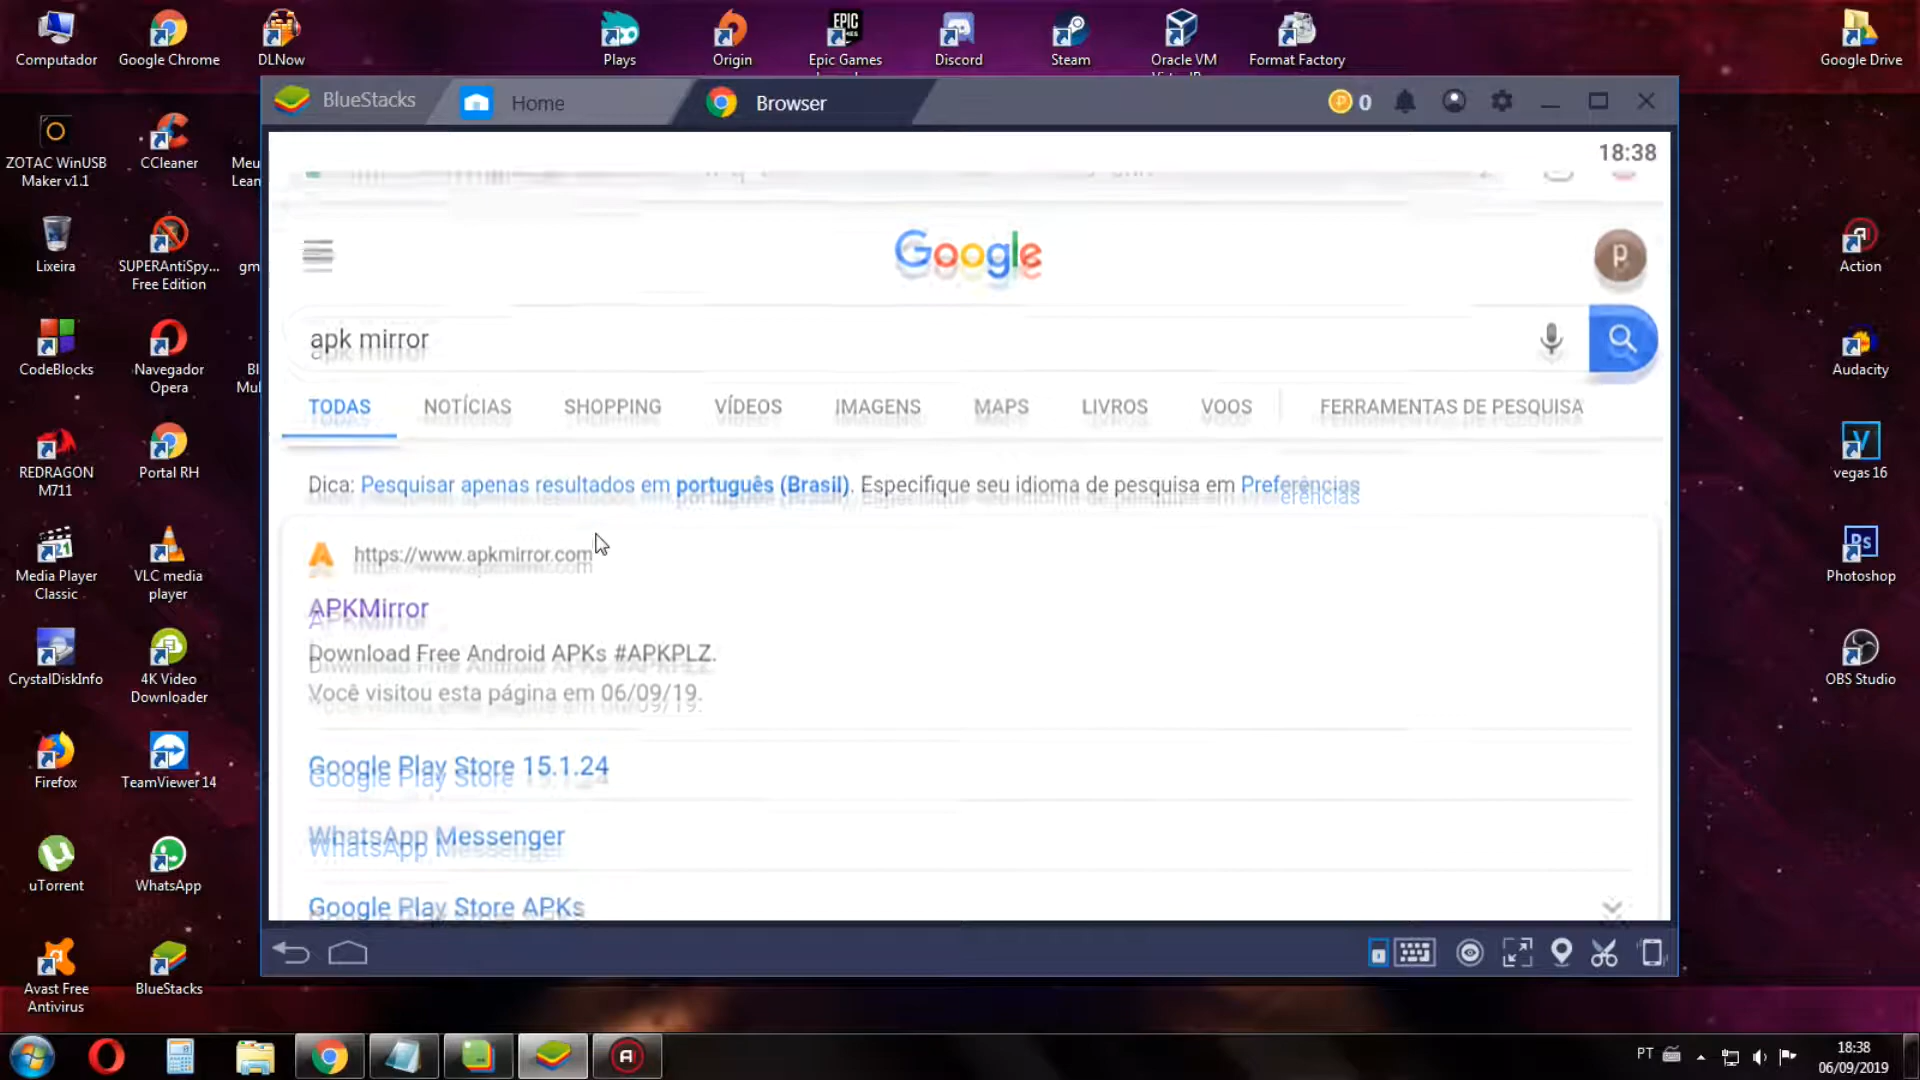 Computador
Google Chrome
DLNow
Plays
Origin
Epic Games
Discord
Steam
Oracle VM
Format Factory
Google Drive
BlueStacks
Home
Browser
0
18:38
ZOTAC WinUSB
Maker v1.1
CCleaner
Meu
Lean
Google
p
apk mirror
TODAS
NOTÍCIAS
SHOPPING
VÍDEOS
IMAGENS
MAPS
LIVROS
VOOS
FERRAMENTAS DE PESQUISA
Dica: Pesquisar apenas resultados em português (Brasil). Especifique seu idioma de pesquisa em Preferências
https://www.apkmirror.com
APKMirror
Download Free Android APKs #APKPLZ.
Você visitou esta página em 06/09/19.
Google Play Store 15.1.24
WhatsApp Messenger
Google Play Store APKs
Lixeira
SUPERAntiSpy...
Free Edition
gm
CodeBlocks
Navegador
Opera
Bl
Mul
REDRAGON
M711
Portal RH
Media Player
Classic
VLC media
player
CrystalDiskInfo
4K Video
Downloader
Firefox
TeamViewer 14
uTorrent
WhatsApp
Avast Free
Antivirus
BlueStacks
Action
Audacity
vegas 16
Photoshop
OBS Studio
PT
18:38
06/09/2019